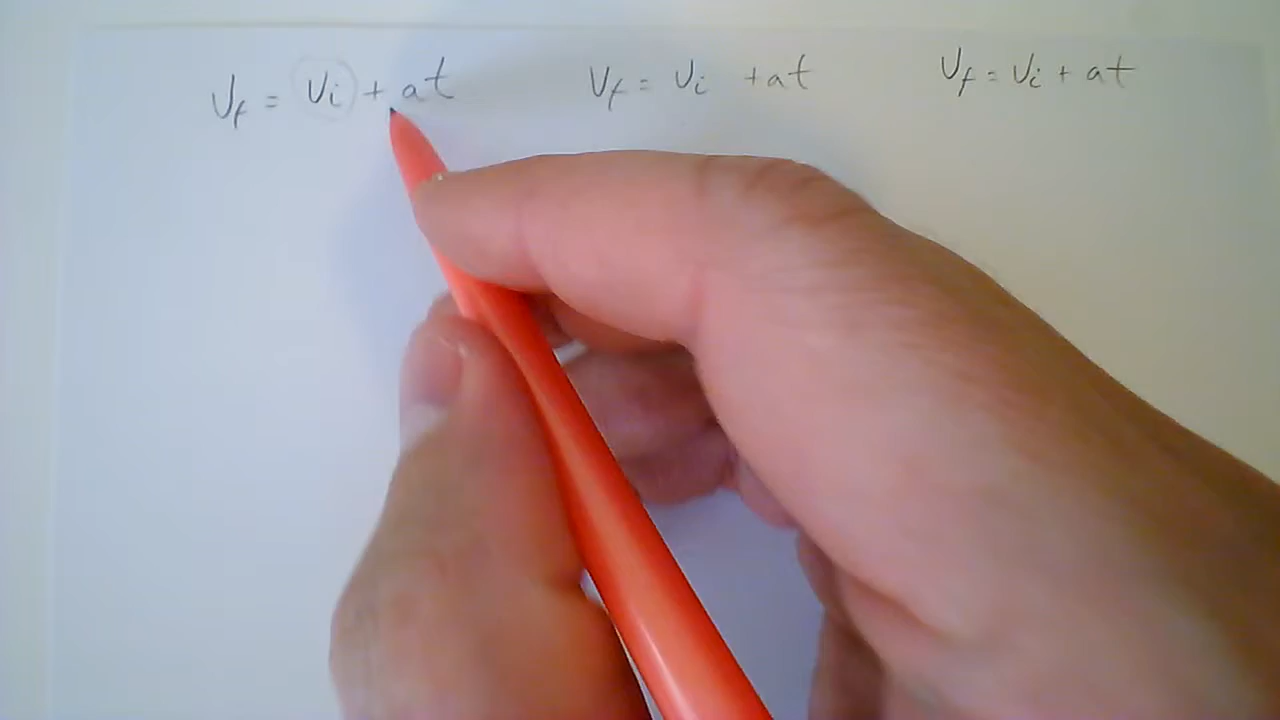 Vf = Vi + at Vf = Vi + at Vf = Vi + at